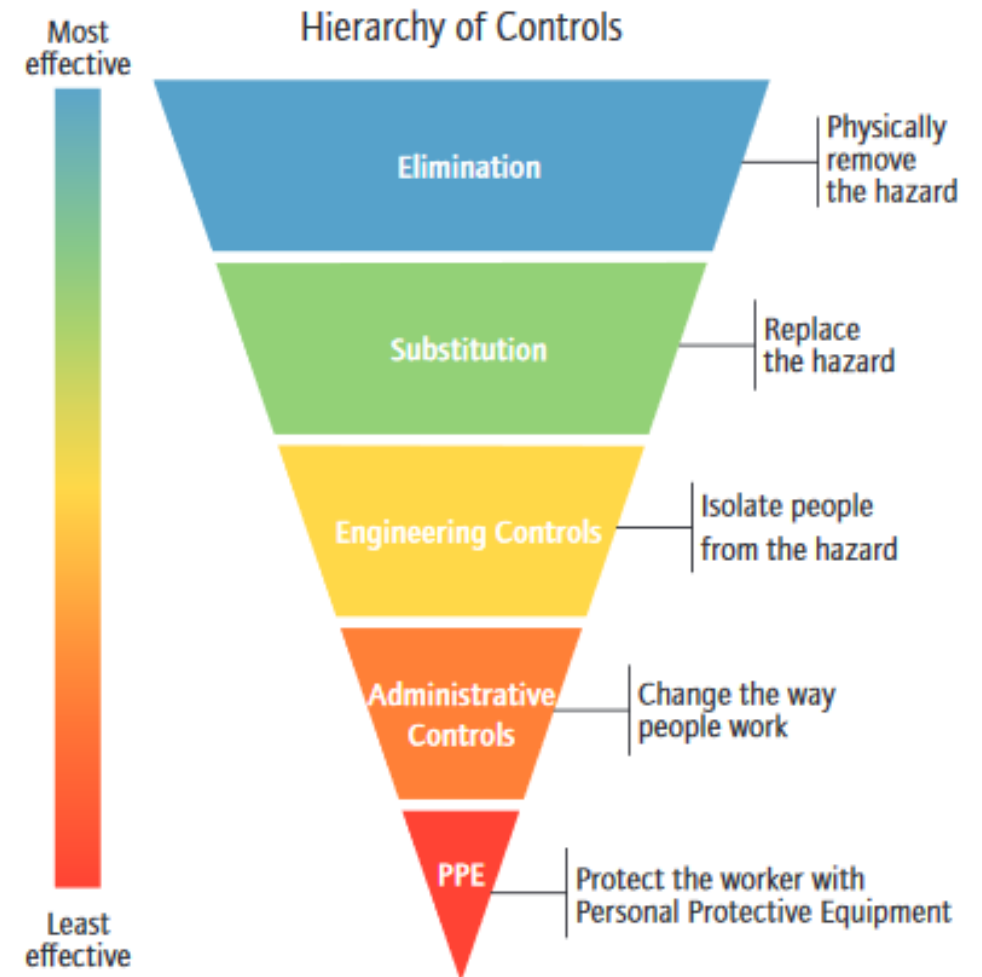 Hierarchy of Controls
Most
effective
Elimination
Physically
remove
the hazard
Substitution
Replace
the hazard
Engineering Controls
Isolate people
from the hazard
Administrative
Controls
Change the way
people work
PPE
Protect the worker with
Personal Protective Equipment
Least
effective